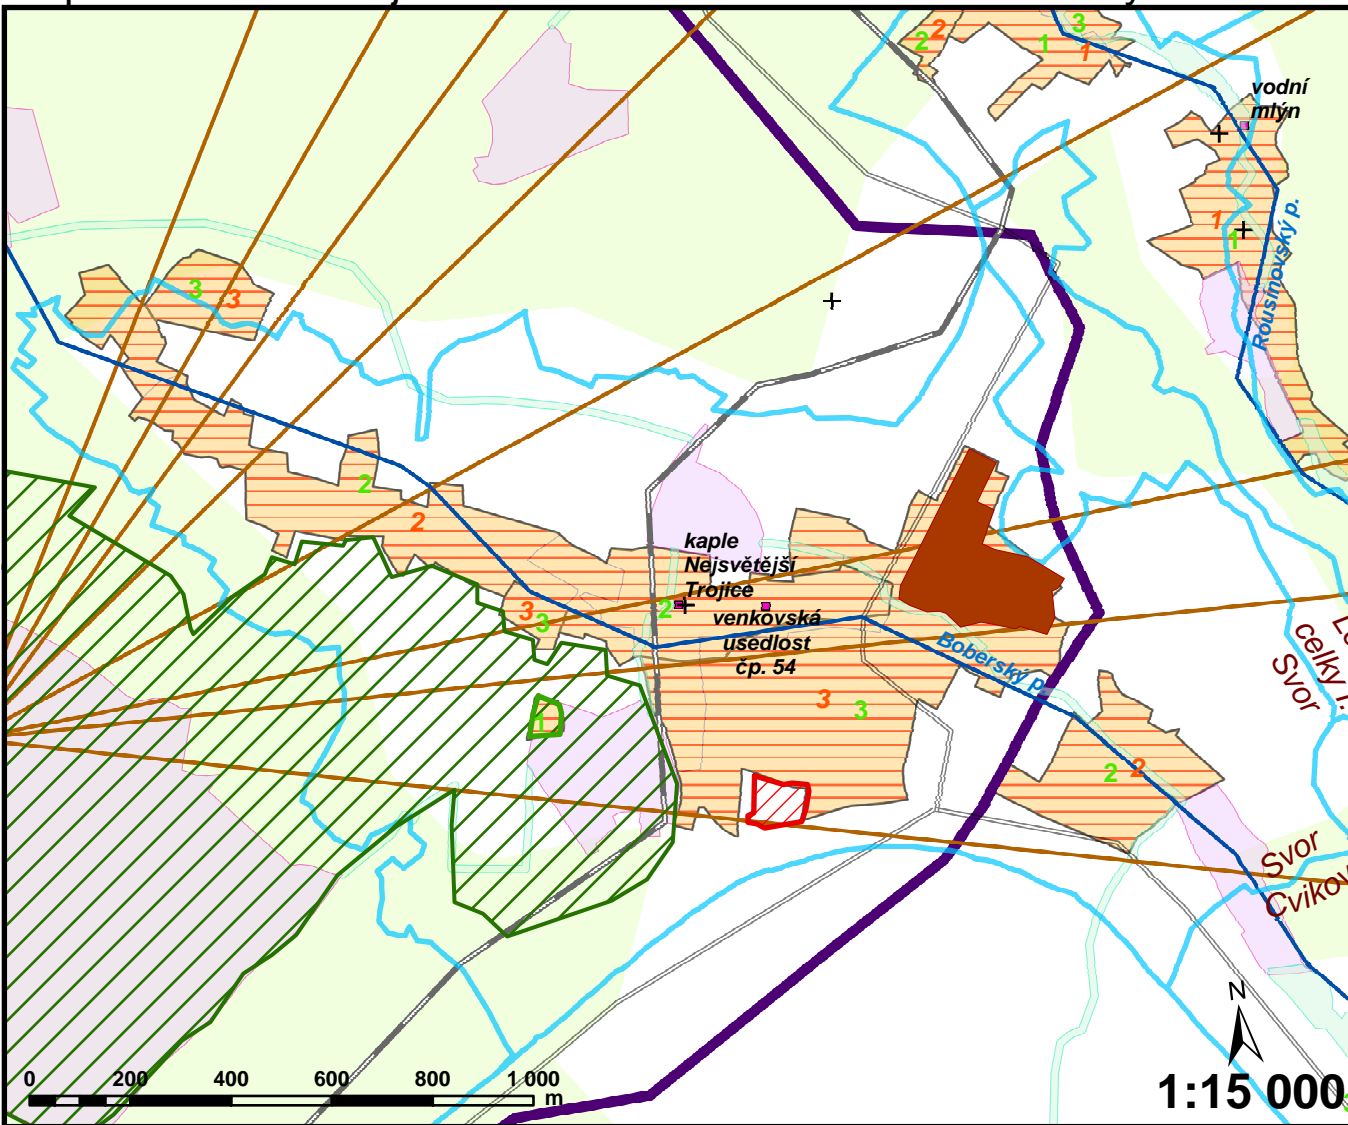 2
2
3
1
1
vodní
mlýn
1
1
Rousínovský p.
3
3
2
2
kaple
Nejsvětější
Trojice
2
3
3
venkovská
usedlost
čp. 54
Boberský p.
celky n.
Svor
3
3
1
2
2
Svor
Cvikov
N
0 200 400 600 800 1 000
m
1:15 000